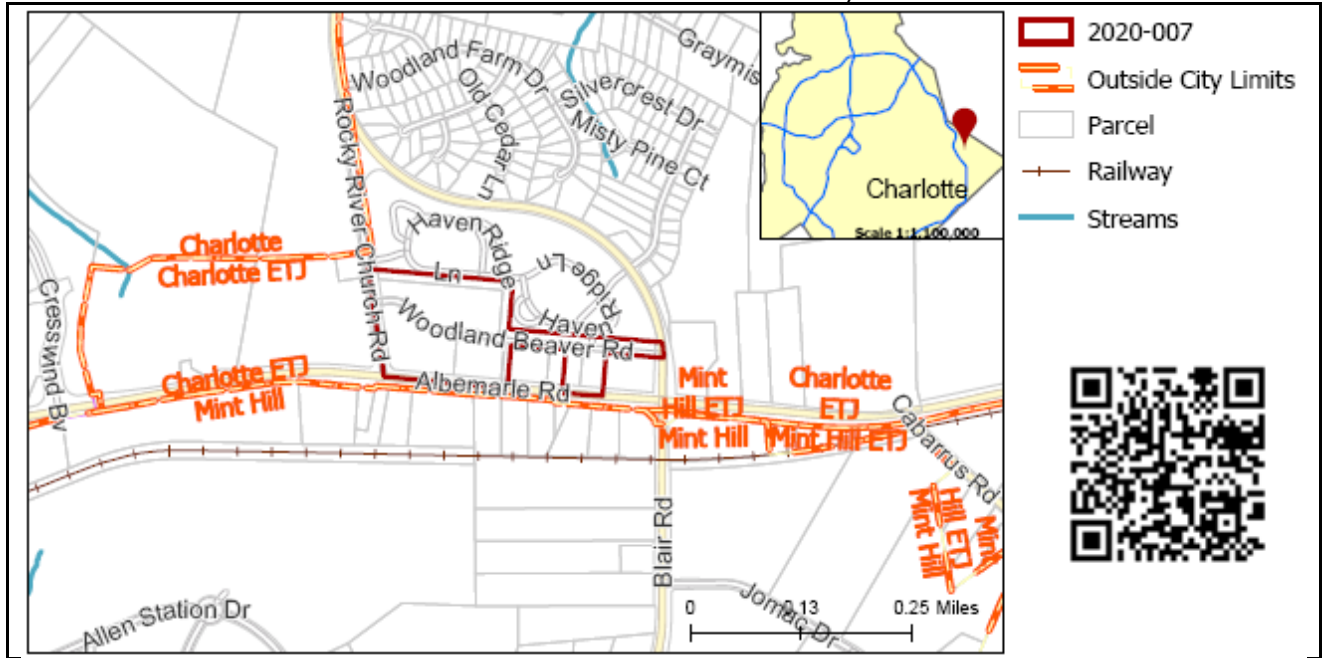 Graymis
Woodland Farm Dr
Old Cedar Ln
Silvercrest Dr
Misty Pine Ct
Rocky River Church Rd
Haven Ridge
Ln
Ridge Ln
Haven
Woodland Beaver Rd
Albemarle Rd
Charlotte
Charlotte ETJ
Cresswind Bv
Charlotte ETJ
Mint Hill
Mint
Hill ETJ
Mint Hill
Charlotte
ETJ
Mint Hill ETJ
Cabarrus Rd
Hill ETJ
Mint Hill
Mint
Blair Rd
Jomac Dr
Allen Station Dr
0 0.13 0.25 Miles
Charlotte
Scale 1:1,100,000
2020-007
Outside City Limits
Parcel
Railway
Streams